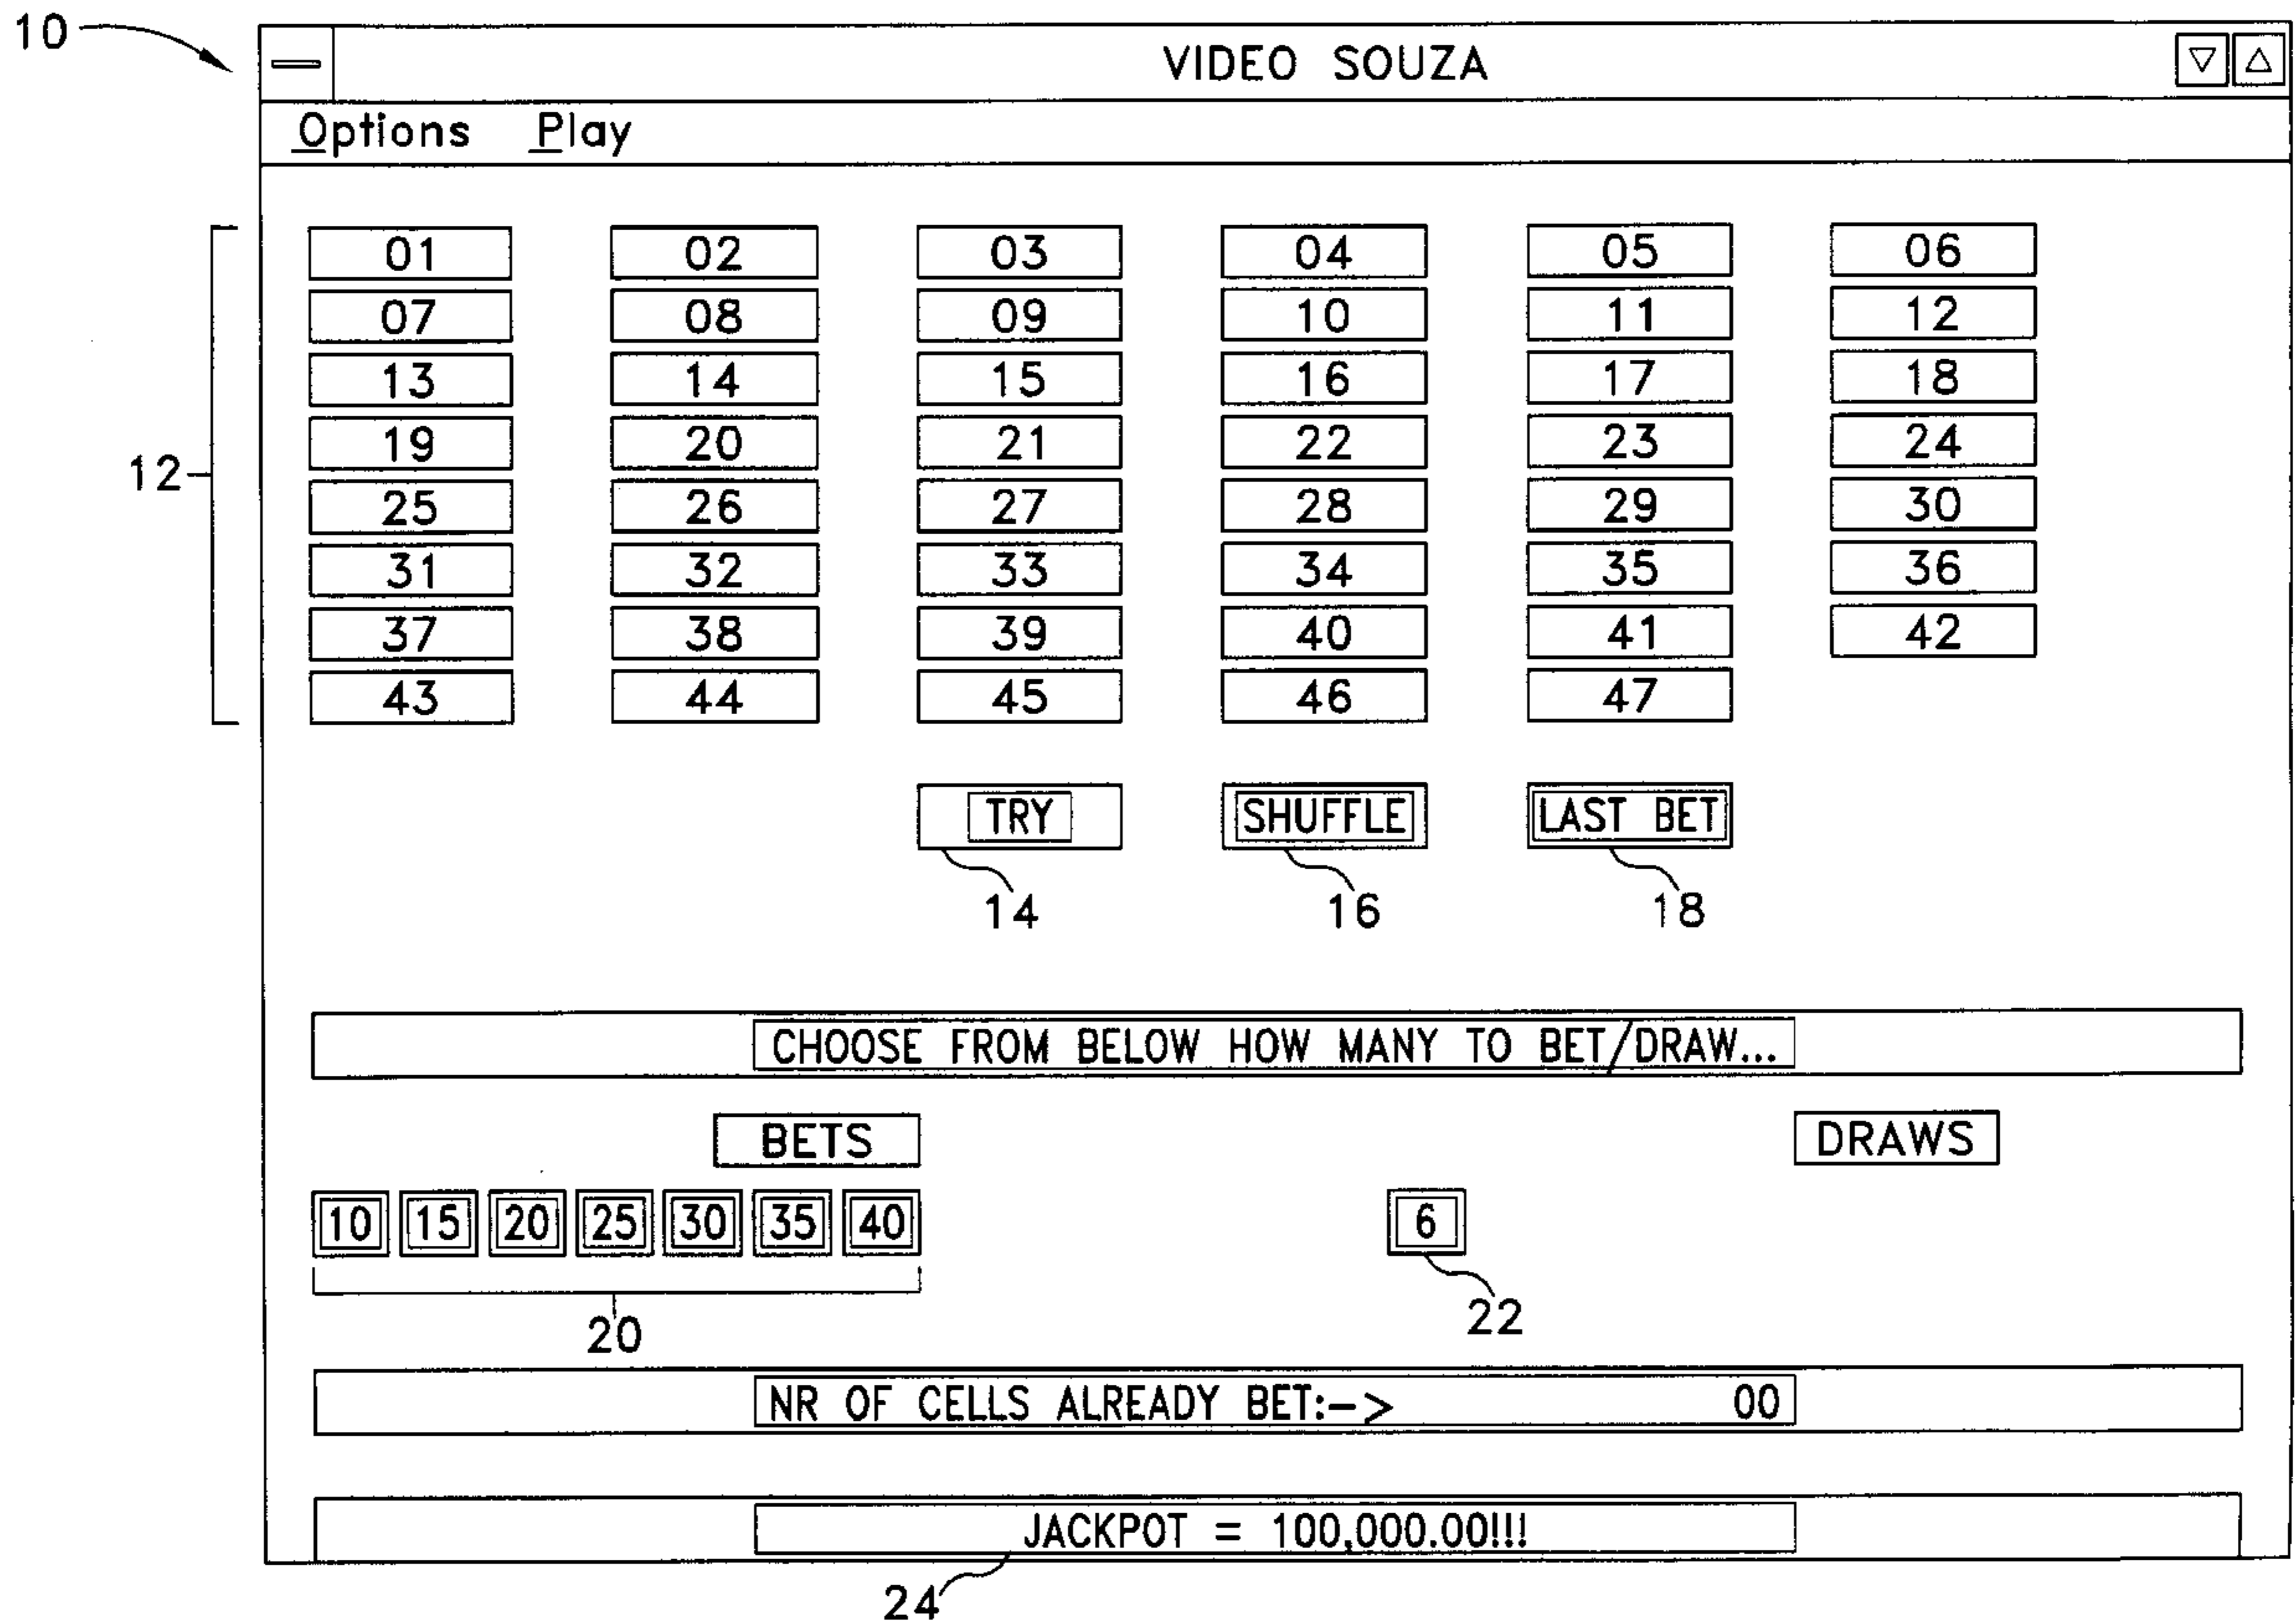 10
VIDEO SOUZA
Options Play
01 02 03 04 05 06
07 08 09 10 11 12
13 14 15 16 17 18
19 20 21 22 23 24
12
25 26 27 28 29 30
31 32 33 34 35 36
37 38 39 40 41 42
43 44 45 46 47
TRY SHUFFLE LAST BET
14 16 18
CHOOSE FROM BELOW HOW MANY TO BET/DRAW...
BETS DRAWS
10 15 20 25 30 35 40 6
20 22
NR OF CELLS ALREADY BET:-> 00
JACKPOT = 100,000.00!!!
24